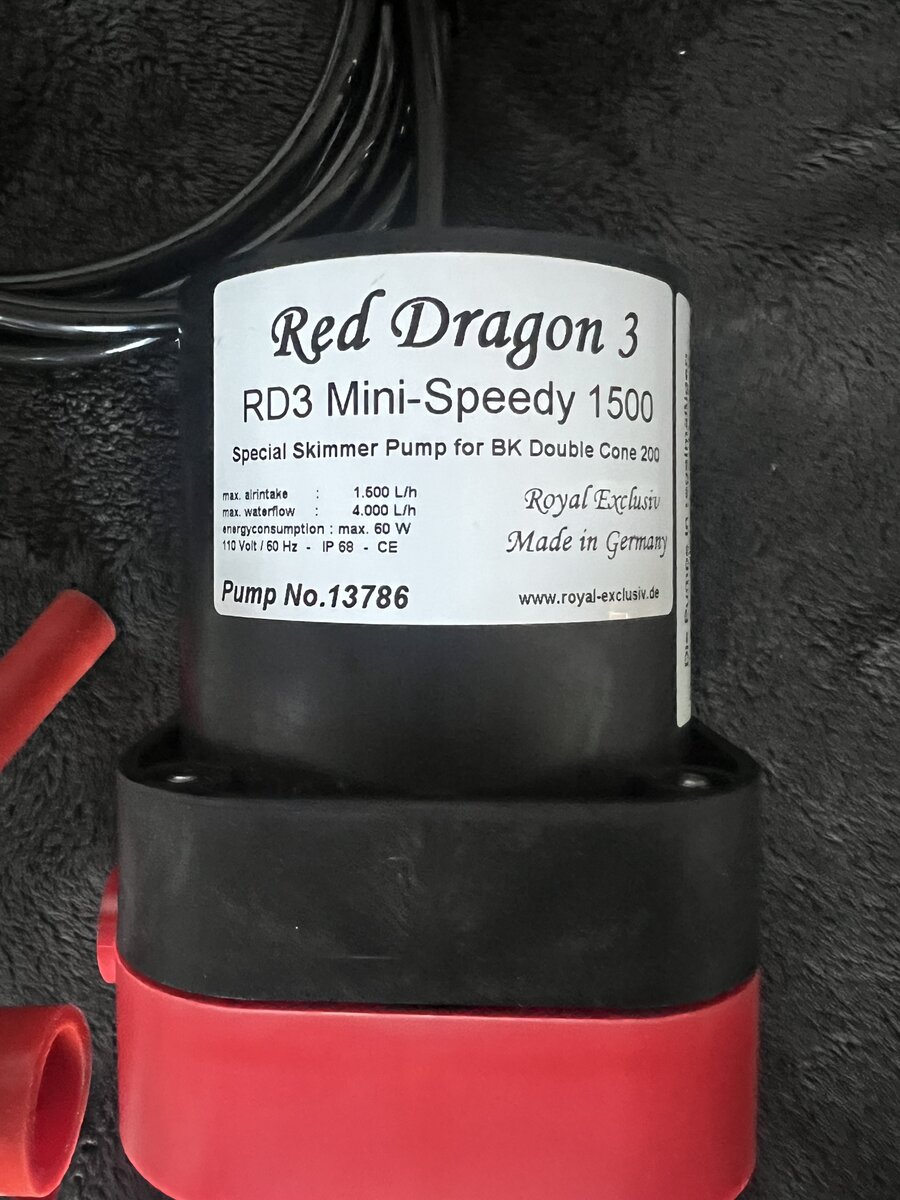 Red Dragon 3
RD3 Mini-Speedy 1500
Special Skimmer Pump for BK Double Cone 200
max. airintake : 1.600 L/h
max. waterflow : 4.000 L/h
energyconsumption : max. 60 W
110 Volt / 60 Hz - IP 68 - CE
Royal Exclusiv
Made in Germany
Pump No.13786
www.royal-exclusiv.de